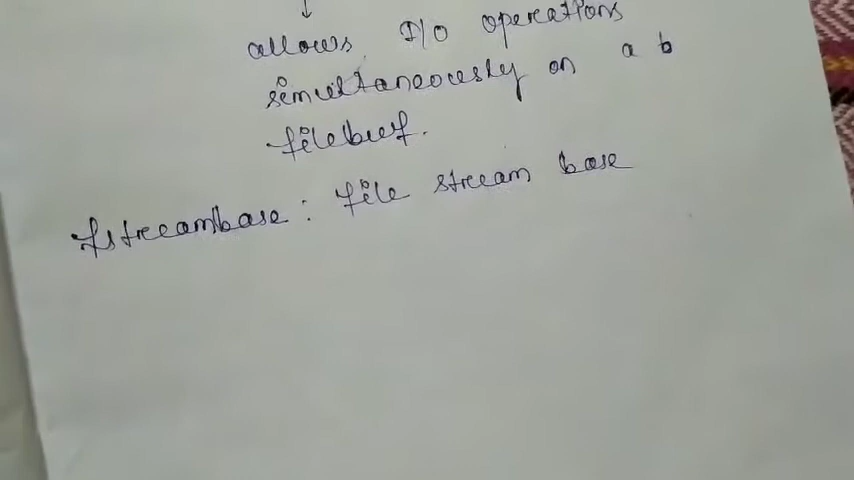 allows I/O operations
simultaneously on a b
filebuf.
fstreambase: file stream base